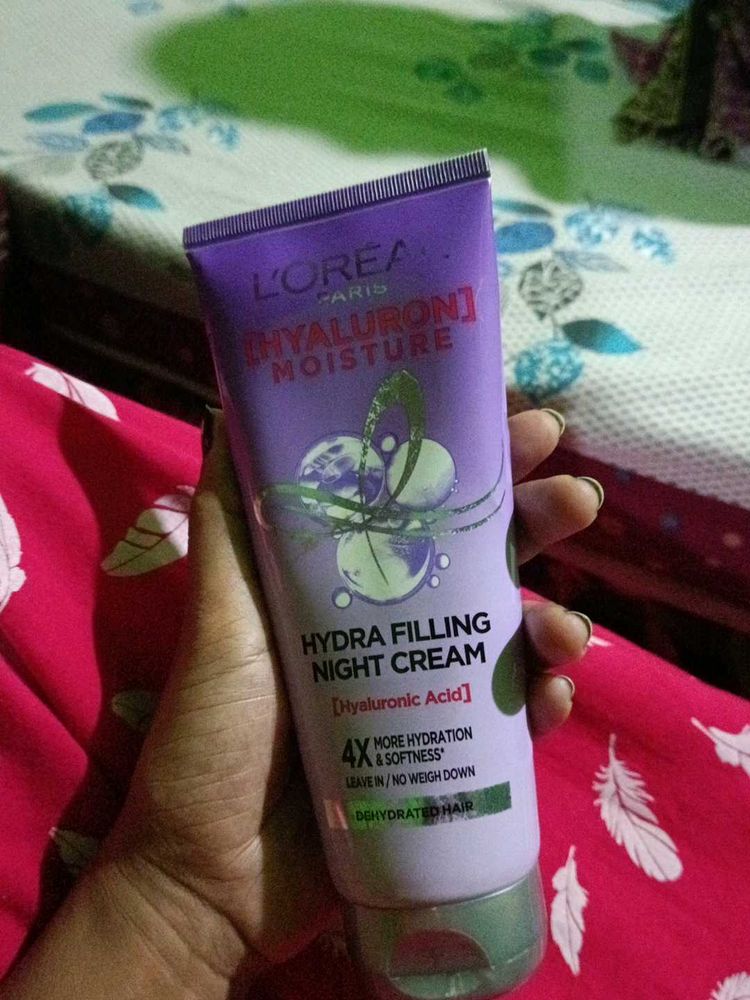 L'ORÉA
PARIS
[HYALURON]
MOISTURE
HYDRA FILLING
NIGHT CREAM
[Hyaluronic Acid]
4X MORE HYDRATION
& SOFTNESS*
LEAVE IN / NO WEIGH DOWN
DEHYDRATED HAIR